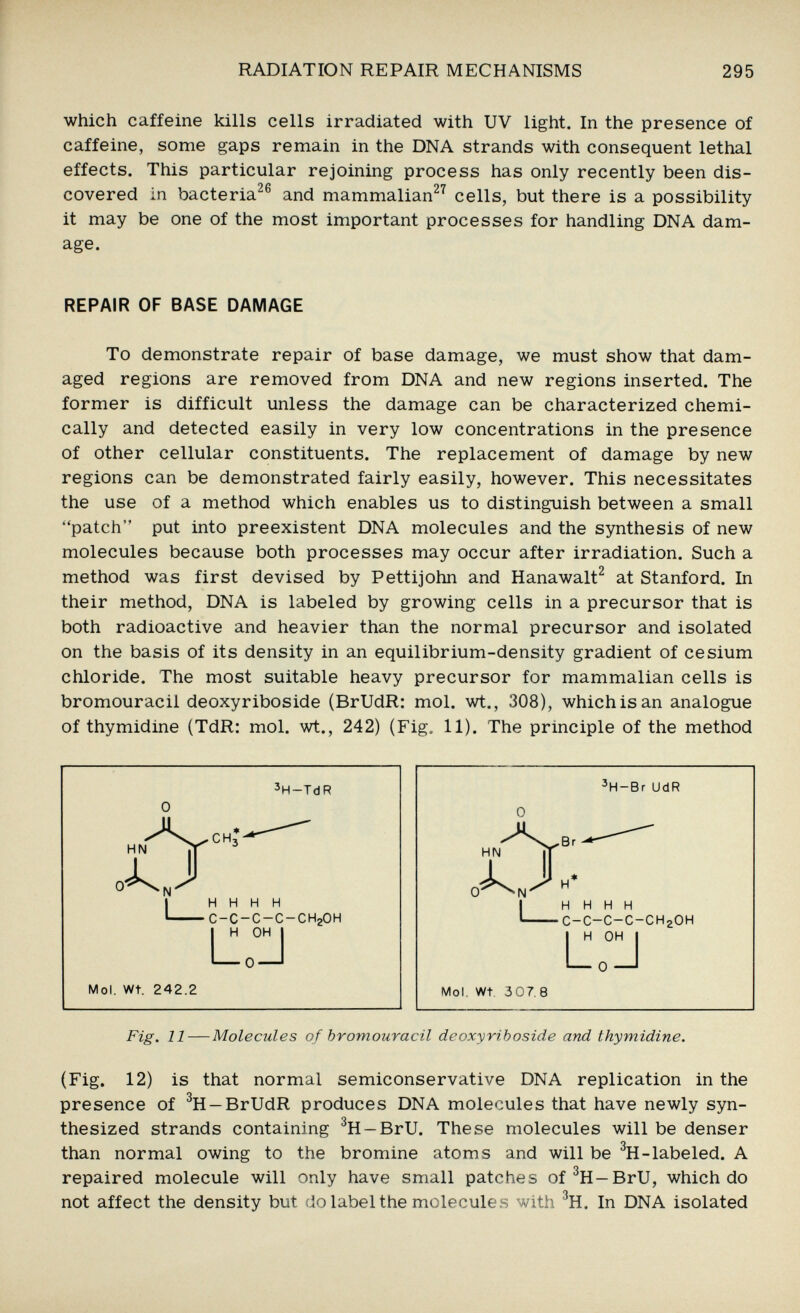 RADIATION REPAIR MECHANISMS 295
which caffeine kills cells irradiated with UV light. In the presence of
caffeine, some gaps remain in the DNA strands with consequent lethal
effects. This particular rejoining process has only recently been dis-
covered in bacteria²⁶ and mammalian²⁷ cells, but there is a possibility
it may be one of the most important processes for handling DNA dam-
age.
REPAIR OF BASE DAMAGE
To demonstrate repair of base damage, we must show that dam-
aged regions are removed from DNA and new regions inserted. The
former is difficult unless the damage can be characterized chemi-
cally and detected easily in very low concentrations in the presence
of other cellular constituents. The replacement of damage by new
regions can be demonstrated fairly easily, however. This necessitates
the use of a method which enables us to distinguish between a small
“patch” put into preexistent DNA molecules and the synthesis of new
molecules because both processes may occur after irradiation. Such a
method was first devised by Pettijohn and Hanawalt² at Stanford. In
their method, DNA is labeled by growing cells in a precursor that is
both radioactive and heavier than the normal precursor and isolated
on the basis of its density in an equilibrium-density gradient of cesium
chloride. The most suitable heavy precursor for mammalian cells is
bromouracil deoxyriboside (BrUdR: mol. wt., 308), which is an analogue
of thymidine (TdR: mol. wt., 242) (Fig. 11). The principle of the method
³H–TdR
O
CH₃*
HN
O
N
H H H H
C–C–C–C–CH₂OH
H OH
O
Mol. Wt. 242.2
³H–Br UdR
O
Br
HN
H*
O
N
H H H H
C–C–C–C–CH₂OH
H OH
O
Mol. Wt. 307.8
Fig. 11—Molecules of bromouracil deoxyriboside and thymidine.
(Fig. 12) is that normal semiconservative DNA replication in the
presence of ³H–BrUdR produces DNA molecules that have newly syn-
thesized strands containing ³H–BrU. These molecules will be denser
than normal owing to the bromine atoms and will be ³H-labeled. A
repaired molecule will only have small patches of ³H–BrU, which do
not affect the density but do label the molecules with ³H. In DNA isolated